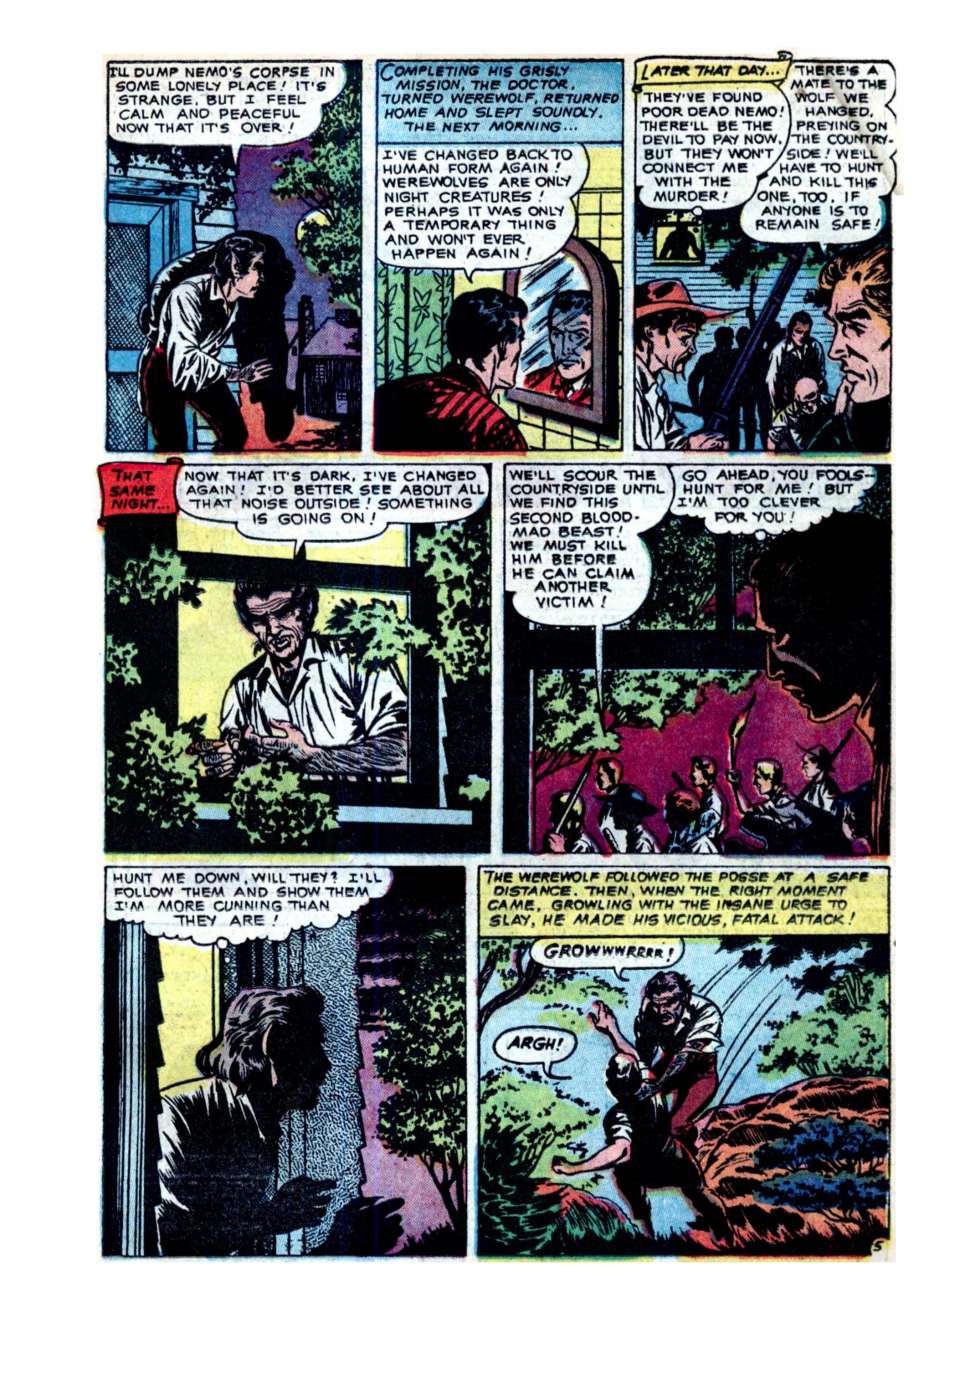 I'LL DUMP NEMO'S CORPSE IN
SOME LONELY PLACE! IT'S
STRANGE, BUT I FEEL
CALM AND PEACEFUL
NOW THAT IT'S OVER!
COMPLETING HIS GRISLY
MISSION, THE DOCTOR,
TURNED WEREWOLF, RETURNED
HOME AND SLEPT SOUNDLY.
THE NEXT MORNING...
I'VE CHANGED BACK TO
HUMAN FORM AGAIN!
WEREWOLVES ARE ONLY
NIGHT CREATURES!
PERHAPS IT WAS ONLY
A TEMPORARY THING
AND WON'T EVER
HAPPEN AGAIN!
LATER THAT DAY...
THEY'VE FOUND
POOR DEAD NEMO!
THERE'LL BE THE
DEVIL TO PAY NOW,
BUT THEY WON'T
CONNECT ME
WITH THE
MURDER!
THERE'S A
MATE TO THE
WOLF WE
HANGED,
PREYING ON
THE COUNTRY-
SIDE! WE'LL
HAVE TO HUNT
AND KILL THIS
ONE, TOO, IF
ANYONE IS TO
REMAIN SAFE!
THAT
SAME
NIGHT...
NOW THAT IT'S DARK, I'VE CHANGED
AGAIN! I'D BETTER SEE ABOUT ALL
THAT NOISE OUTSIDE! SOMETHING
IS GOING ON!
WE'LL SCOUR THE
COUNTRYSIDE UNTIL
WE FIND THIS
SECOND BLOOD-
MAD BEAST!
WE MUST KILL
HIM BEFORE
HE CAN CLAIM
ANOTHER
VICTIM!
GO AHEAD, YOU FOOLS--
HUNT FOR ME! BUT
I'M TOO CLEVER
FOR YOU!
HUNT ME DOWN, WILL THEY? I'LL
FOLLOW THEM AND SHOW THEM
I'M MORE CUNNING THAN
THEY ARE!
THE WEREWOLF FOLLOWED THE POSSE AT A SAFE
DISTANCE. THEN, WHEN THE RIGHT MOMENT
CAME, GROWLING WITH THE INSANE URGE TO
SLAY, HE MADE HIS VICIOUS, FATAL ATTACK!
GROWWWRRRR!
ARGH!
5